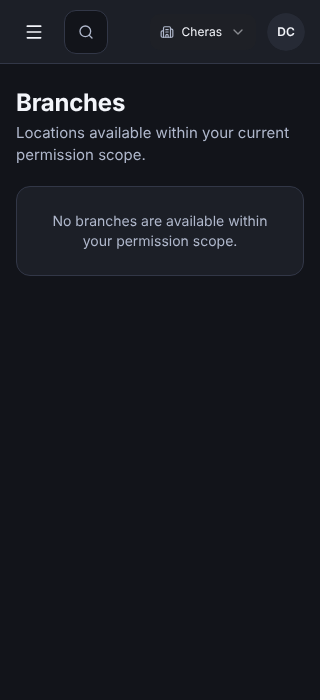 Cheras
DC
Branches
Locations available within your current
permission scope.
No branches are available within
your permission scope.